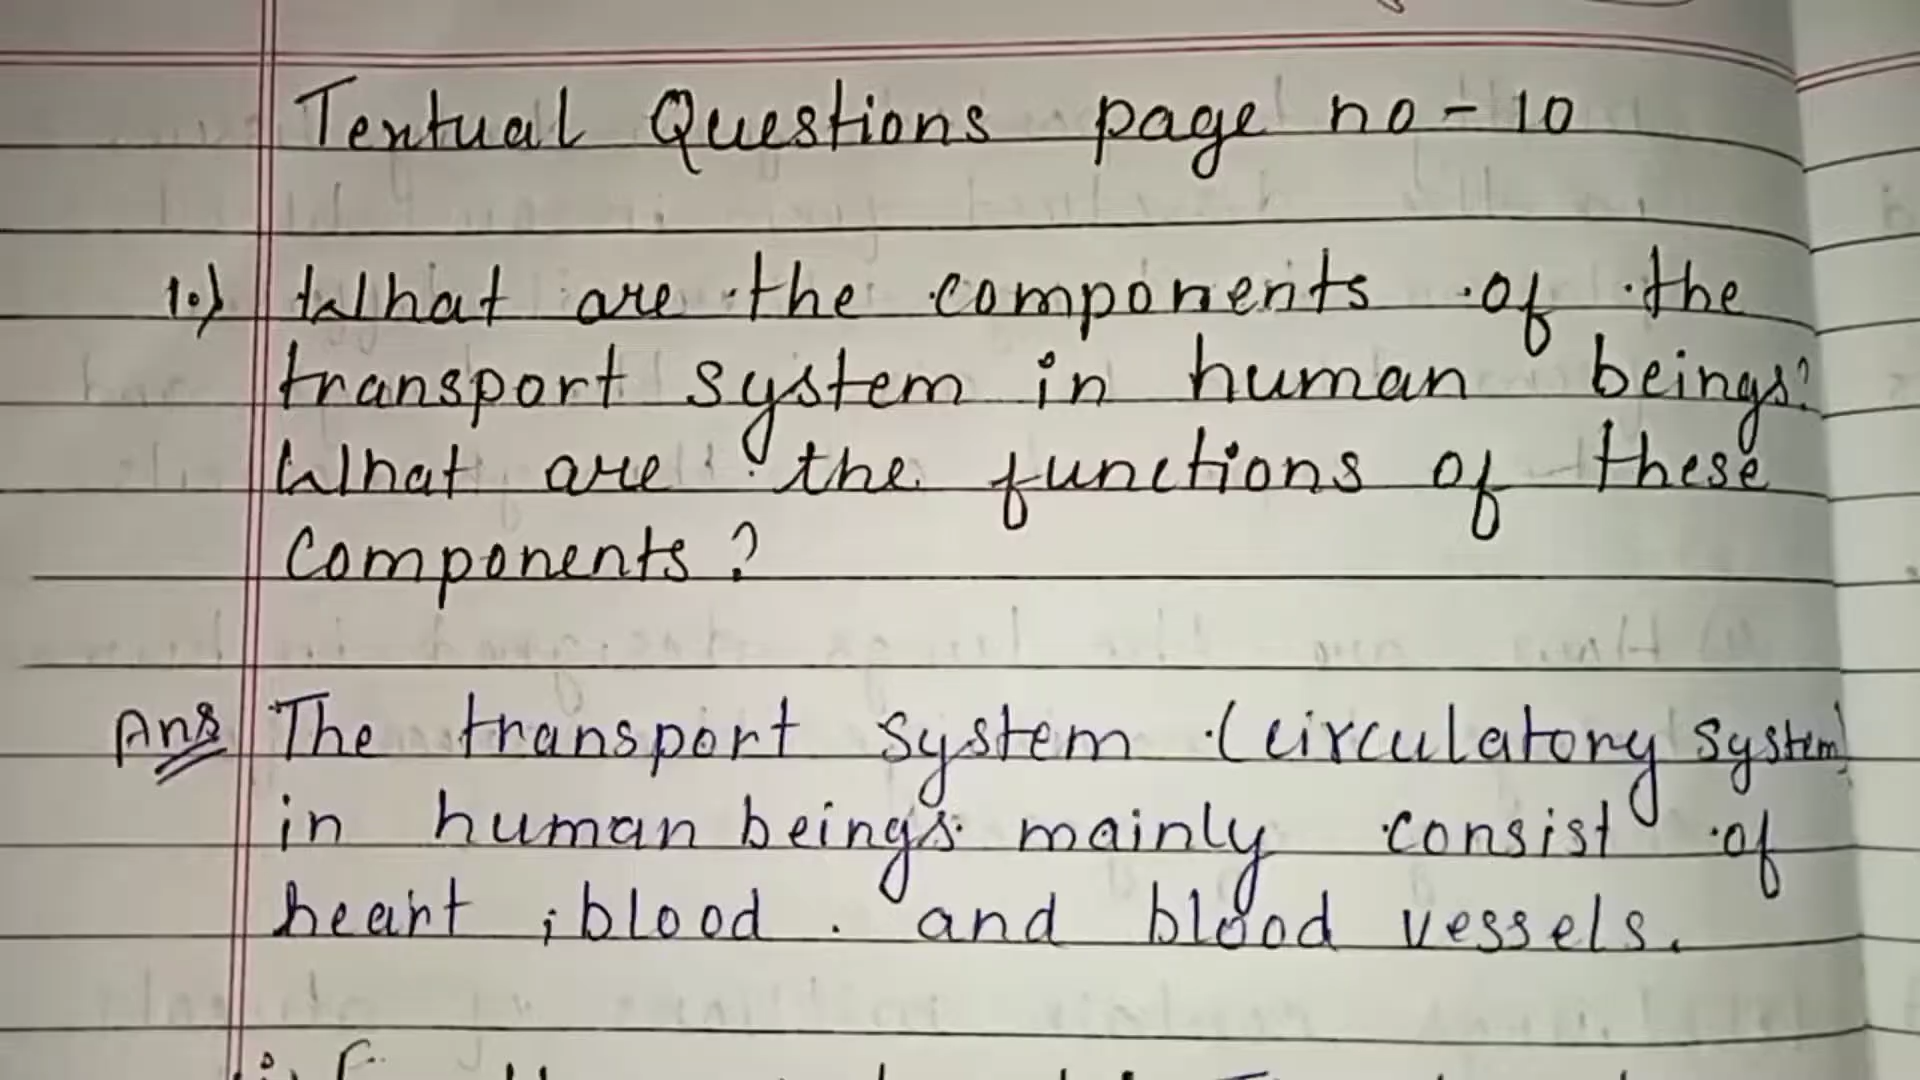 Textual Questions page no - 10
1.) What are the components of the
transport system in human beings?
What are the functions of these
components?
Ans The transport system (circulatory system)
in human beings mainly consist of
heart, blood and blood vessels.